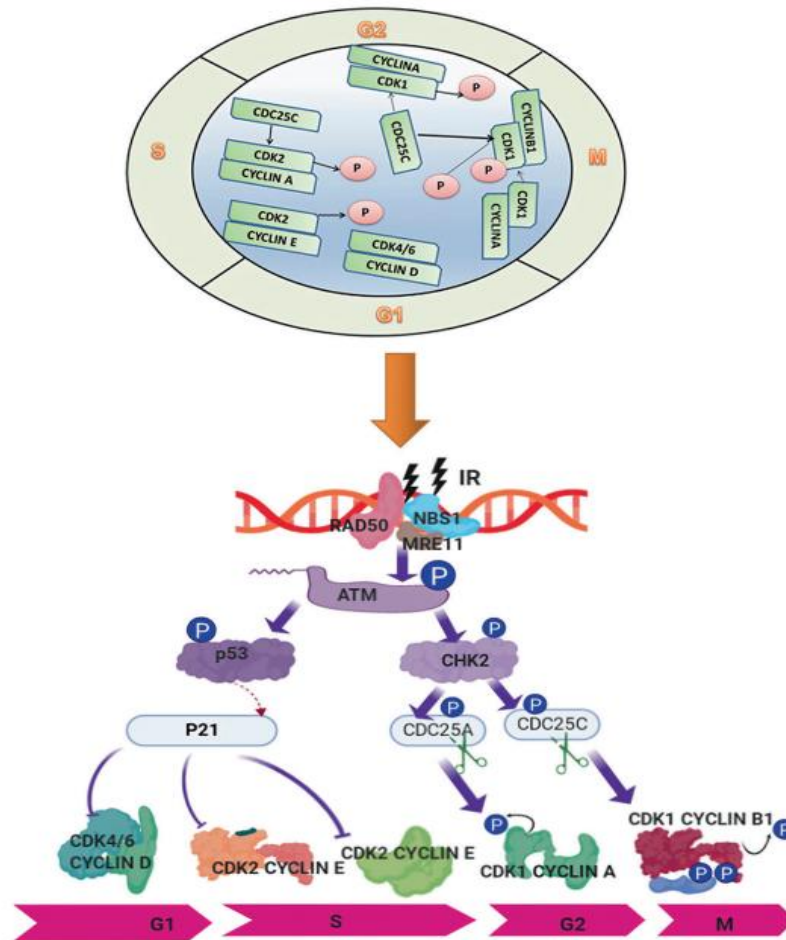 G2
CYCLINA
CDK1
P
CDC25C
CDC25C
CYCLINB1
CDK1
S
M
CDK2
CYCLIN A
P
P
P
CDK1
CYCLINA
CDK2
CYCLIN E
P
CDK4/6
CYCLIN D
G1
IR
RAD50
NBS1
MRE11
ATM
P
P
p53
P
CHK2
P21
P
CDC25A
P
CDC25C
CDK4/6
CYCLIN D
CDK2 CYCLIN E
CDK2 CYCLIN E
P
CDK1 CYCLIN A
CDK1 CYCLIN B1
P
P
P
G1
S
G2
M